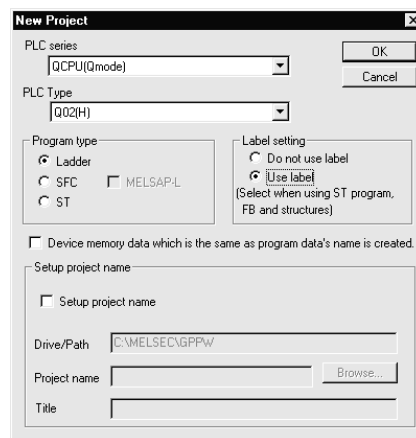 New Project
PLC series
QCPU(Qmode)
OK
Cancel
PLC Type
Q02(H)
Program type
Ladder
SFC
MELSAP-L
ST
Label setting
Do not use label
Use label
(Select when using ST program,
FB and structures)
Device memory data which is the same as program data's name is created.
Setup project name
Setup project name
Drive/Path
C:\MELSEC\GPPW
Project name
Browse...
Title